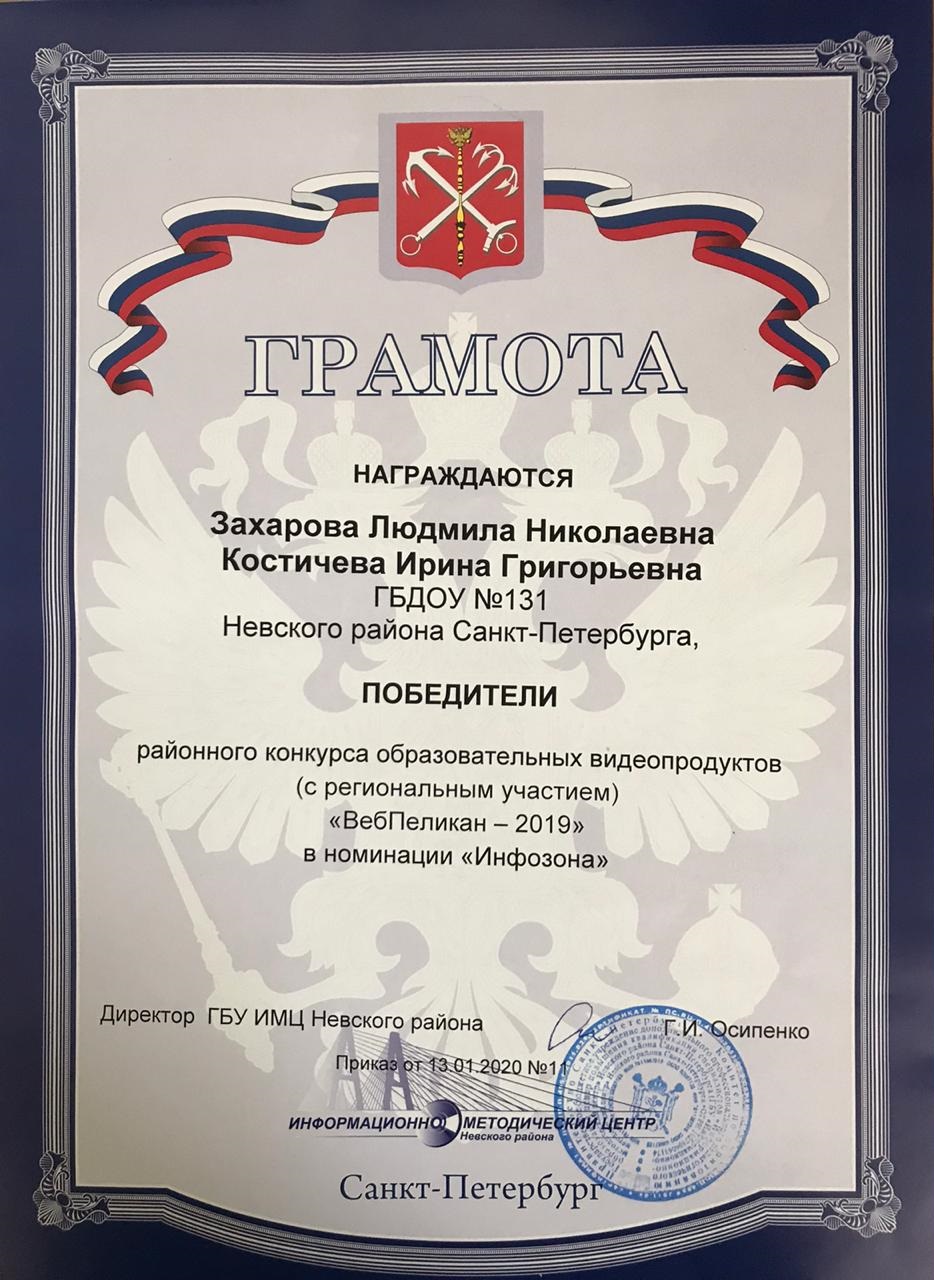 ГРАМОТА
НАГРАЖДАЮТСЯ
Захарова Людмила Николаевна
Костичева Ирина Григорьевна
ГБДОУ №131
Невского района Санкт-Петербурга,
ПОБЕДИТЕЛИ
районного конкурса образовательных видеопродуктов
(с региональным участием)
«ВебПеликан – 2019»
в номинации «Инфозона»
Директор ГБУ ИМЦ Невского района Г.И. Осипенко
Приказ от 13.01.2020 №11
ИНФОРМАЦИОННО МЕТОДИЧЕСКИЙ ЦЕНТР
Невского района
Санкт-Петербург